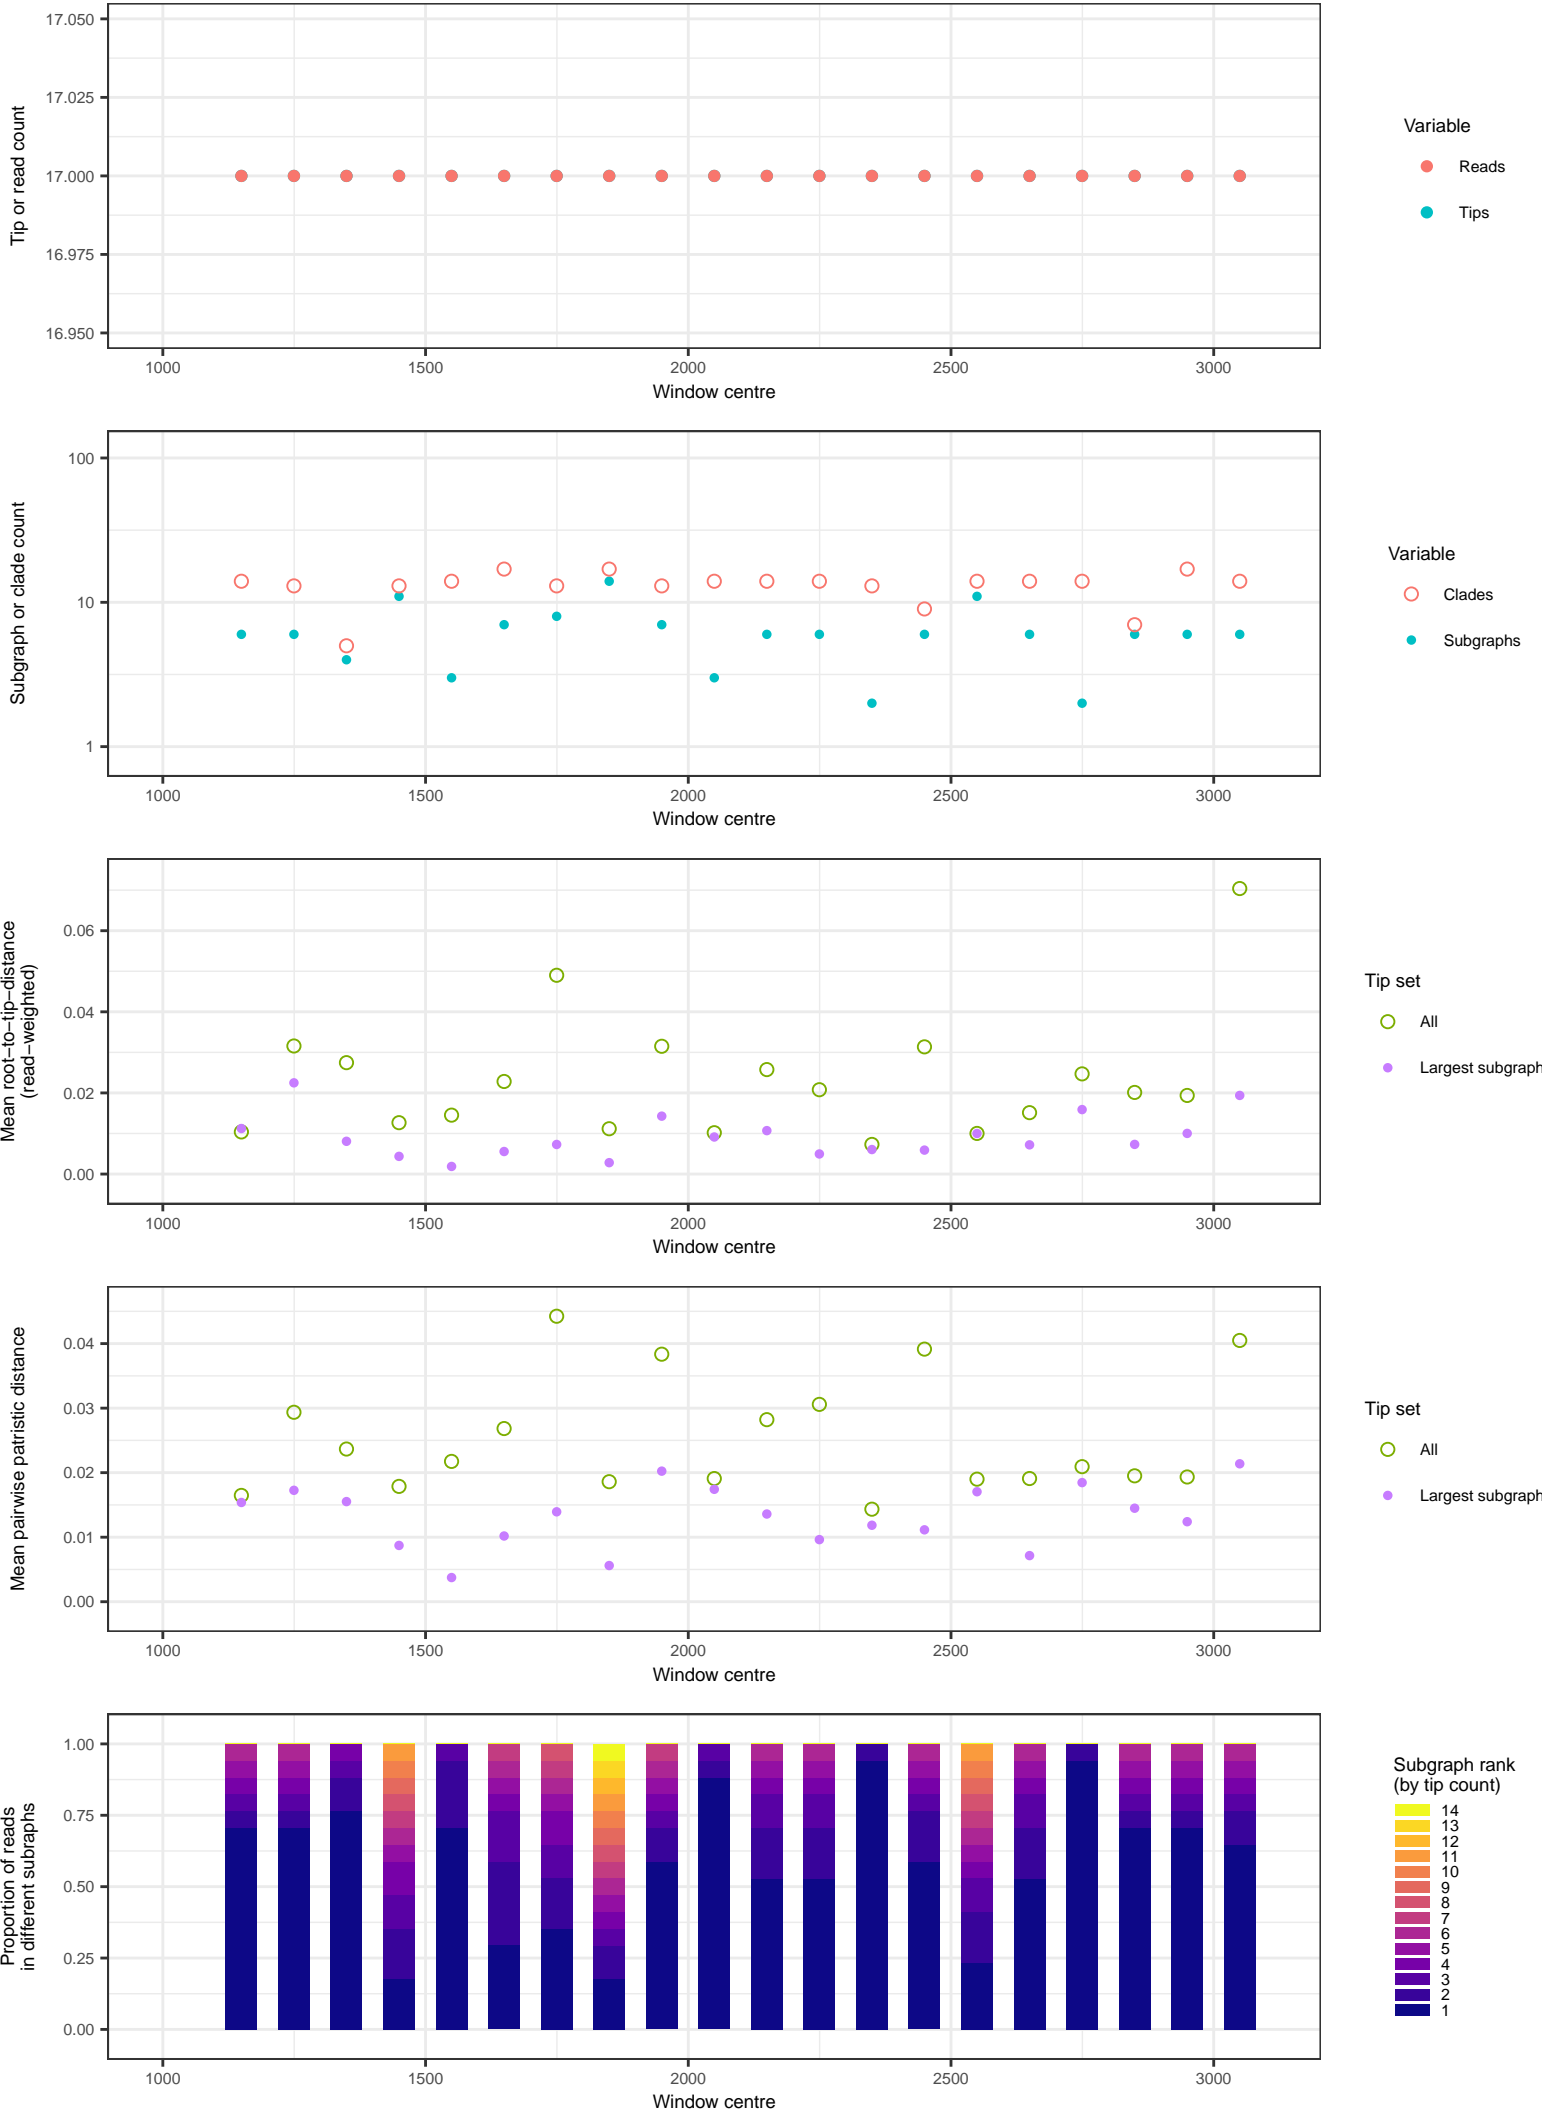 17.050
17.025
17.000
16.975
16.950
Tip or read count
1000 1500 2000 2500 3000
Window centre
Variable
Reads
Tips
100
10
1
Subgraph or clade count
1000 1500 2000 2500 3000
Window centre
Variable
Clades
Subgraphs
0.06
0.04
0.02
0.00
Mean root−to−tip−distance
(read−weighted)
1000 1500 2000 2500 3000
Window centre
Tip set
All
Largest subgraph
0.04
0.03
0.02
0.01
0.00
Mean pairwise patristic distance
1000 1500 2000 2500 3000
Window centre
Tip set
All
Largest subgraph
1.00
0.75
0.50
0.25
0.00
Proportion of reads
in different subraphs
1000 1500 2000 2500 3000
Window centre
Subgraph rank
(by tip count)
14
13
12
11
10
9
8
7
6
5
4
3
2
1